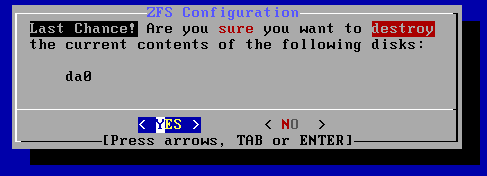 ZFS Configuration
Last Chance! Are you sure you want to destroy
the current contents of the following disks:
da0
< YES > < NO >
[Press arrows, TAB or ENTER]